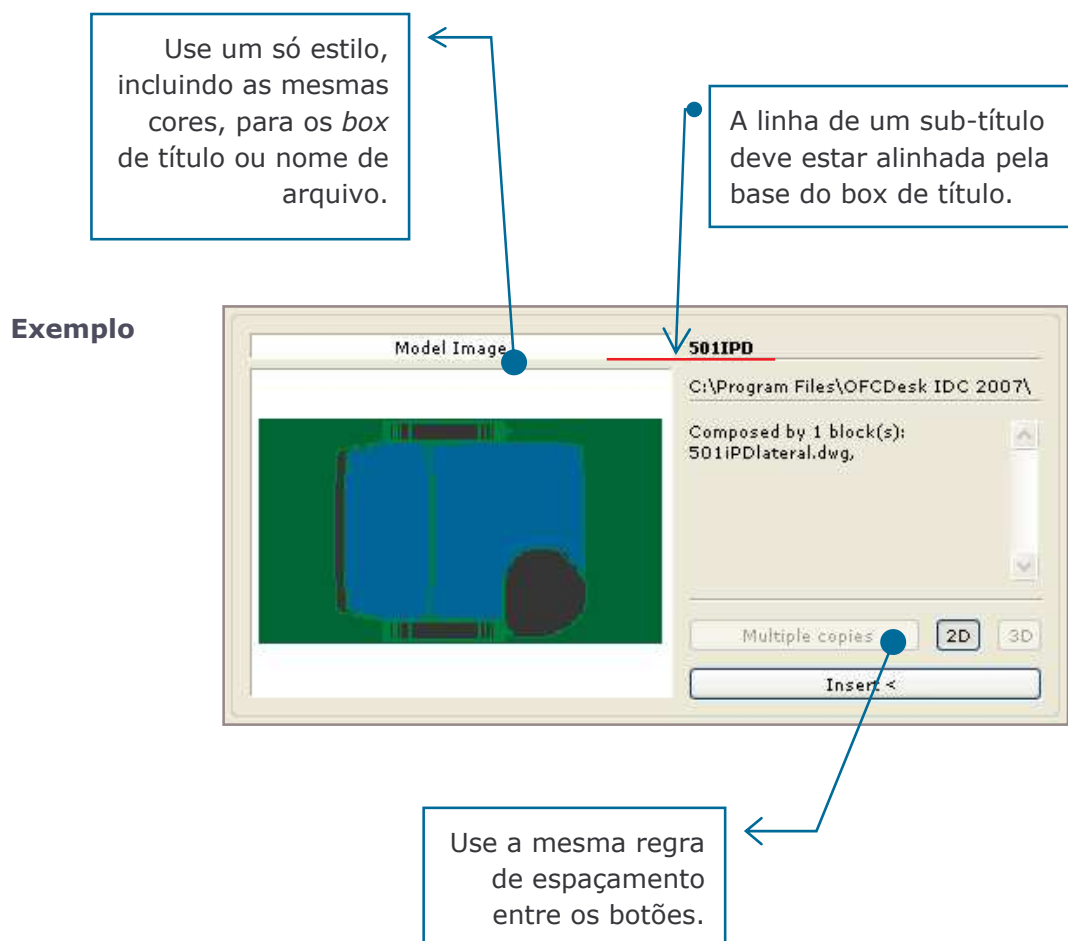 Use um só estilo,
incluindo as mesmas
cores, para os box
de título ou nome de
arquivo.
A linha de um sub-título
deve estar alinhada pela
base do box de título.
Exemplo
Model Image
501IPD
C:\Program Files\OFCDesk IDC 2007\
Composed by 1 block(s):
501iPDlateral.dwg,
Multiple copies
2D
3D
Insert <
Use a mesma regra
de espaçamento
entre os botões.